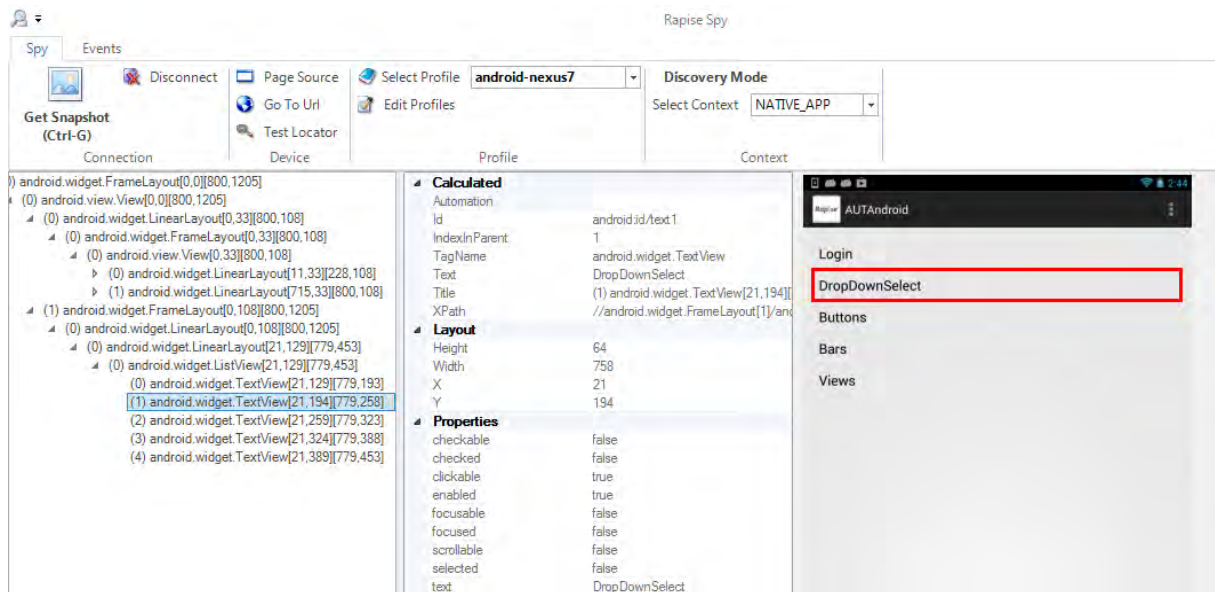 Rapise Spy
Spy Events
Get Snapshot
(Ctrl-G)
Disconnect
Connection
Page Source
Go To Url
Test Locator
Device
Select Profile android-nexus7
Edit Profiles
Profile
Discovery Mode
Select Context NATIVE_APP
Context
) android.widget.FrameLayout[0,0][800,1205]
(0) android.view.View[0,0][800,1205]
(0) android.widget.LinearLayout[0,33][800,108]
(0) android.widget.FrameLayout[0,33][800,108]
(0) android.view.View[0,33][800,108]
(0) android.widget.LinearLayout[11,33][228,108]
(1) android.widget.LinearLayout[715,33][800,108]
(1) android.widget.FrameLayout[0,108][800,1205]
(0) android.widget.LinearLayout[0,108][800,1205]
(0) android.widget.LinearLayout[21,129][779,453]
(0) android.widget.ListView[21,129][779,453]
(0) android.widget.TextView[21,129][779,193]
(1) android.widget.TextView[21,194][779,258]
(2) android.widget.TextView[21,259][779,323]
(3) android.widget.TextView[21,324][779,388]
(4) android.widget.TextView[21,389][779,453]
Calculated
Automation
Id android:id/text1
IndexInParent 1
TagName android.widget.TextView
Text DropDownSelect
Title (1) android.widget.TextView[21,194][
XPath //android.widget.FrameLayout[1]/an
Layout
Height 64
Width 758
X 21
Y 194
Properties
checkable false
checked false
clickable true
enabled true
focusable false
focused false
scrollable false
selected false
text DropDownSelect
2:44
Rapise AUTAndroid
Login
DropDownSelect
Buttons
Bars
Views